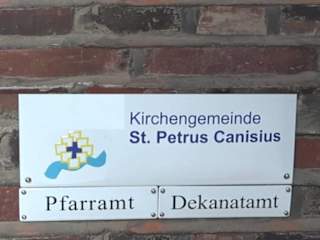 Kirchengemeinde
St. Petrus Canisius
Pfarramt
Dekanatamt